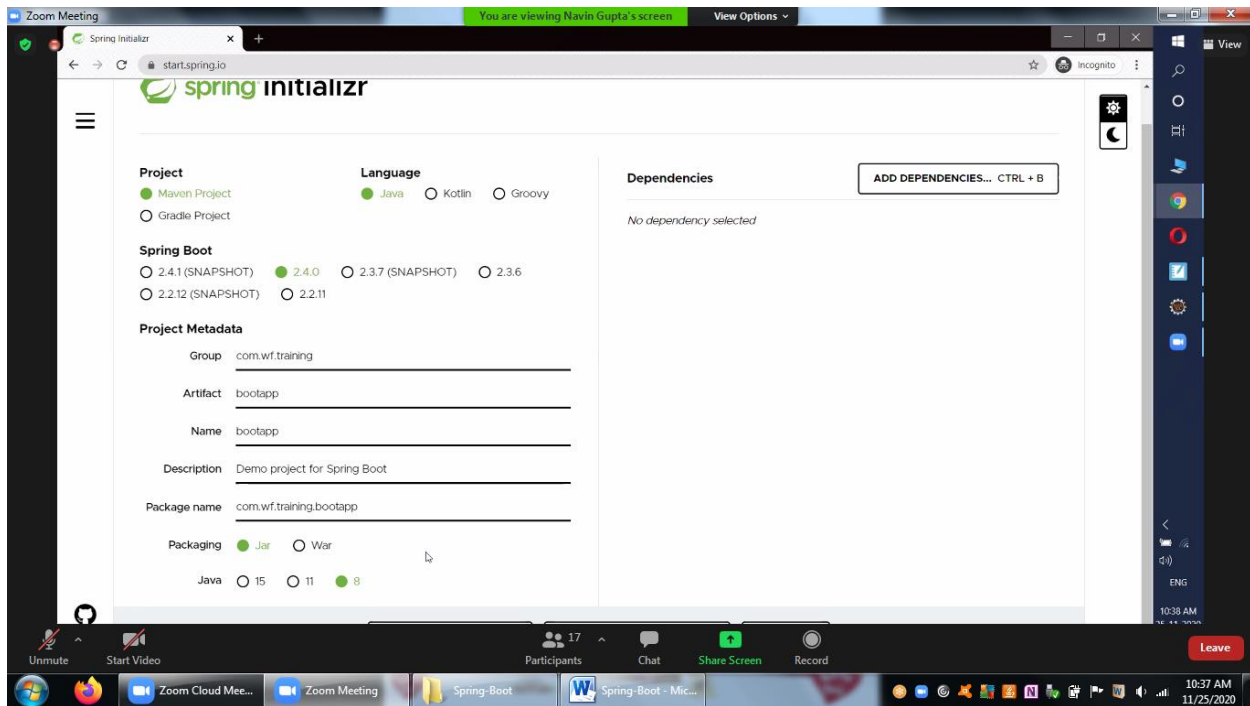 Zoom Meeting
You are viewing Navin Gupta's screen
View Options
Spring Initializr
View
start.spring.io
Incognito
spring initializr
Project
Language
Maven Project
Java
Kotlin
Groovy
Gradle Project
Dependencies
ADD DEPENDENCIES... CTRL + B
No dependency selected
Spring Boot
2.4.1 (SNAPSHOT)
2.4.0
2.3.7 (SNAPSHOT)
2.3.6
2.2.12 (SNAPSHOT)
2.2.11
Project Metadata
Group com.wf.training
Artifact bootapp
Name bootapp
Description Demo project for Spring Boot
Package name com.wf.training.bootapp
Packaging Jar War
Java 15 11 8
ENG
10:38 AM
17
Unmute
Start Video
Participants
Chat
Share Screen
Record
Leave
Zoom Cloud Mee...
Zoom Meeting
Spring-Boot
Spring-Boot - Mic...
10:37 AM
11/25/2020